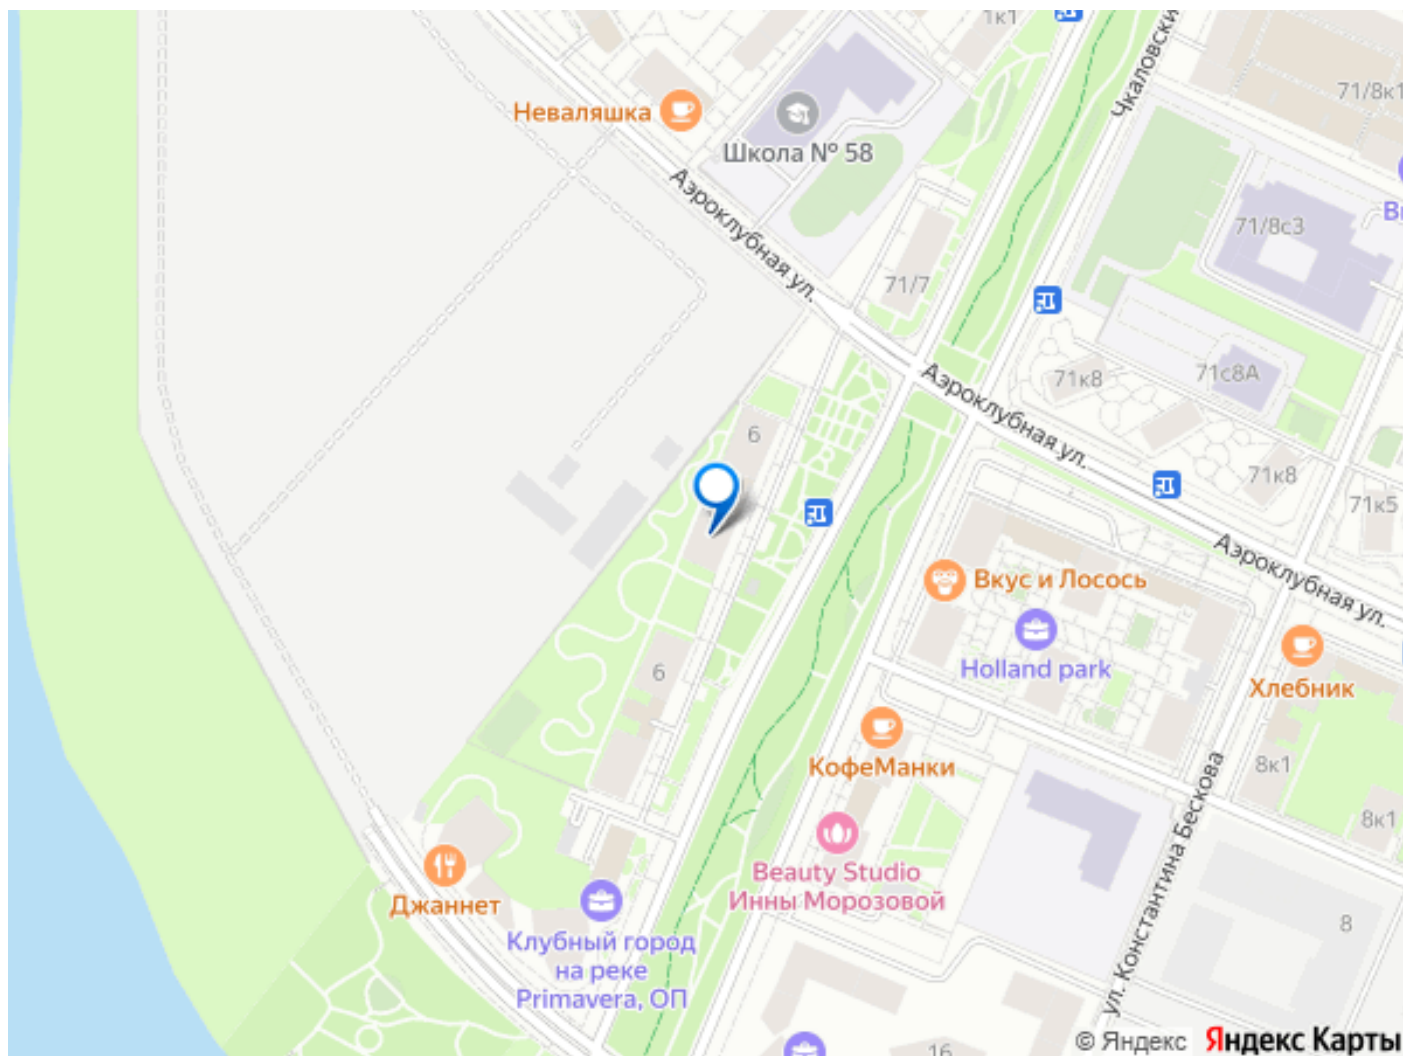 1к1
Чкаловски
71/8к1
Неваляшка
Школа № 58
Аэроклубная ул.
71/8с3
71/7
Аэроклубная ул.
71к8
71с8А
6
71к8
71к5
Аэроклубная ул.
Вкус и Лосось
Holland park
6
Хлебник
КофеМанки
8к1
8к1
ул. Константина Бескова
Beauty Studio
Инны Морозовой
Джаннет
8
Клубный город
на реке
Primavera, ОП
16
© Яндекс Яндекс Карты